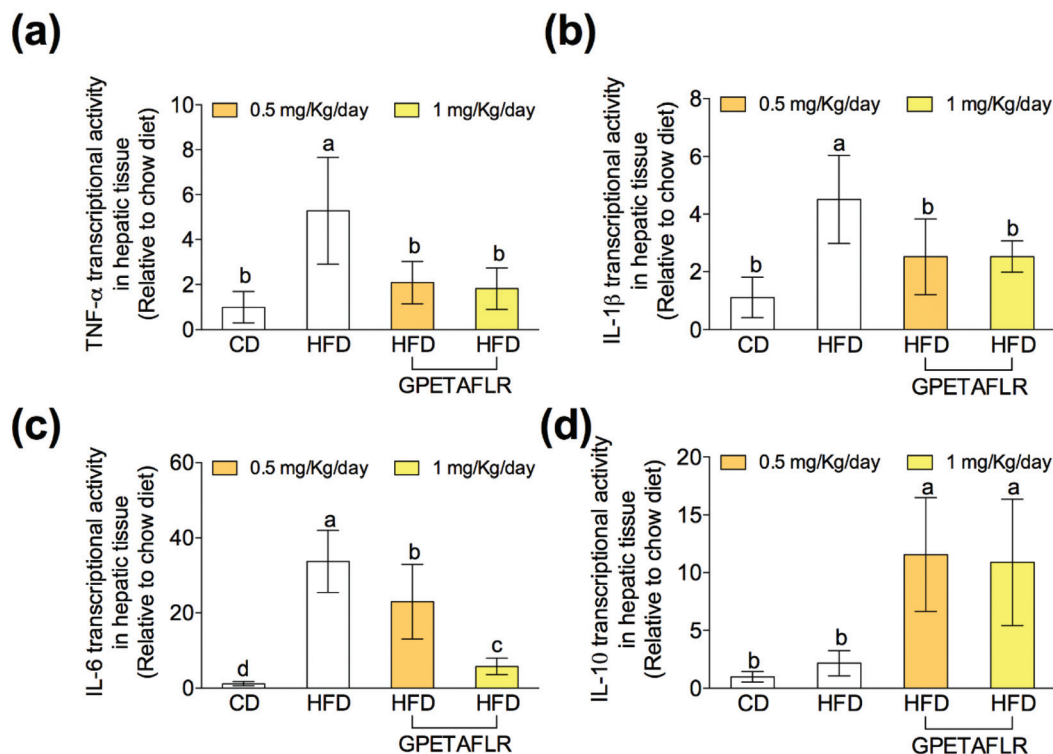 (a)
TNF-α transcriptional activity
in hepatic tissue
(Relative to chow diet)
0.5 mg/Kg/day 1 mg/Kg/day
10
8
6
4
2
0
b
a
b
b
CD HFD HFD HFD
GPETAFLR
(b)
IL-1β transcriptional activity
in hepatic tissue
(Relative to chow diet)
0.5 mg/Kg/day 1 mg/Kg/day
8
6
4
2
0
b
a
b
b
CD HFD HFD HFD
GPETAFLR
(c)
IL-6 transcriptional activity
in hepatic tissue
(Relative to chow diet)
0.5 mg/Kg/day 1 mg/Kg/day
60
40
20
0
d
a
b
c
CD HFD HFD HFD
GPETAFLR
(d)
IL-10 transcriptional activity
in hepatic tissue
(Relative to chow diet)
0.5 mg/Kg/day 1 mg/Kg/day
20
15
10
5
0
b
b
a
a
CD HFD HFD HFD
GPETAFLR